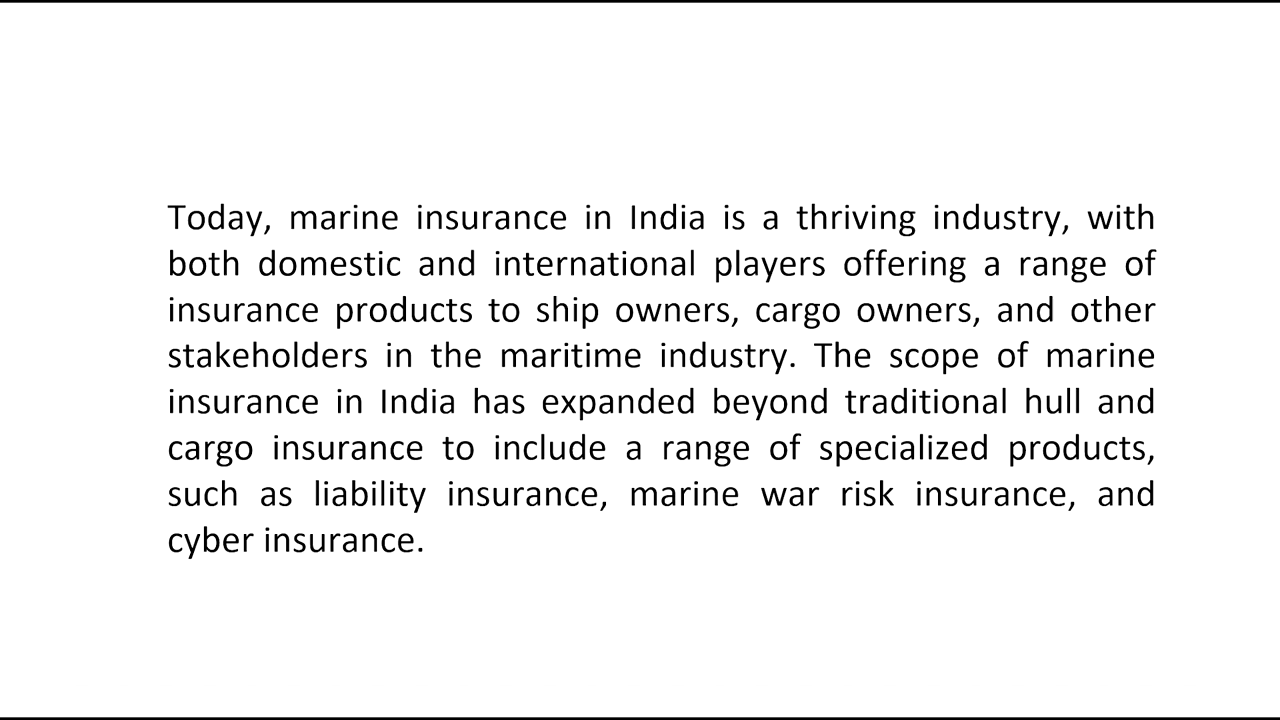 Today, marine insurance in India is a thriving industry, with
both domestic and international players offering a range of
insurance products to ship owners, cargo owners, and other
stakeholders in the maritime industry. The scope of marine
insurance in India has expanded beyond traditional hull and
cargo insurance to include a range of specialized products,
such as liability insurance, marine war risk insurance, and
cyber insurance.